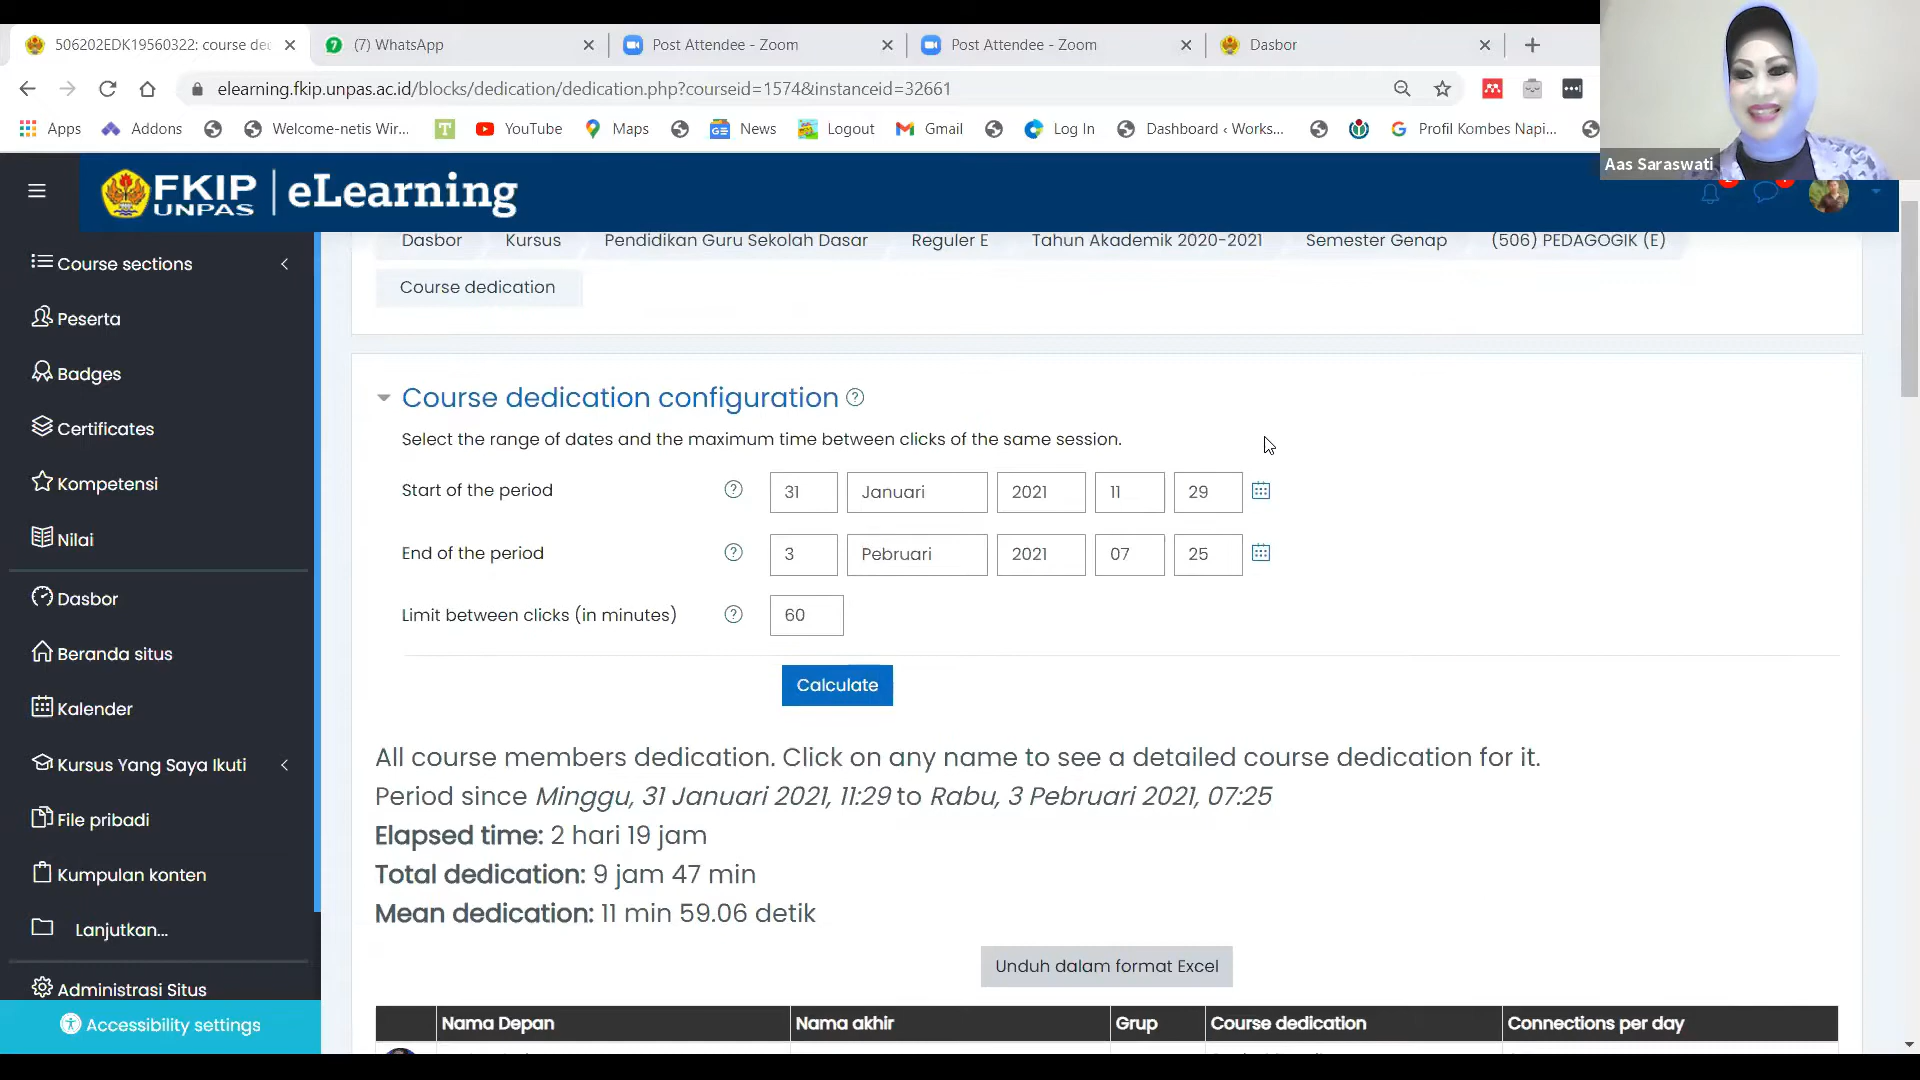 506202EDK19560322: course de
(7) WhatsApp
Post Attendee - Zoom
Post Attendee - Zoom
Dasbor
elearning.fkip.unpas.ac.id/blocks/dedication/dedication.php?courseid=1574&instanceid=32661
Apps
Addons
Welcome-netis Wir...
YouTube
Maps
News
Logout
Gmail
Log In
Dashboard ‹ Works...
Profil Kombes Napi...
Aas Saraswati
FKIP
UNPAS
eLearning
Dasbor
Kursus
Pendidikan Guru Sekolah Dasar
Reguler E
Tahun Akademik 2020-2021
Semester Genap
(506) PEDAGOGIK (E)
Course dedication
Course sections
Peserta
Badges
Certificates
Kompetensi
Nilai
Dasbor
Beranda situs
Kalender
Kursus Yang Saya Ikuti
File pribadi
Kumpulan konten
Lanjutkan...
Administrasi Situs
Accessibility settings
Course dedication configuration
Select the range of dates and the maximum time between clicks of the same session.
Start of the period
31 Januari 2021 11 29
End of the period
3 Pebruari 2021 07 25
Limit between clicks (in minutes)
60
Calculate
All course members dedication. Click on any name to see a detailed course dedication for it.
Period since Minggu, 31 Januari 2021, 11:29 to Rabu, 3 Pebruari 2021, 07:25
Elapsed time: 2 hari 19 jam
Total dedication: 9 jam 47 min
Mean dedication: 11 min 59.06 detik
Unduh dalam format Excel
Nama Depan
Nama akhir
Grup
Course dedication
Connections per day